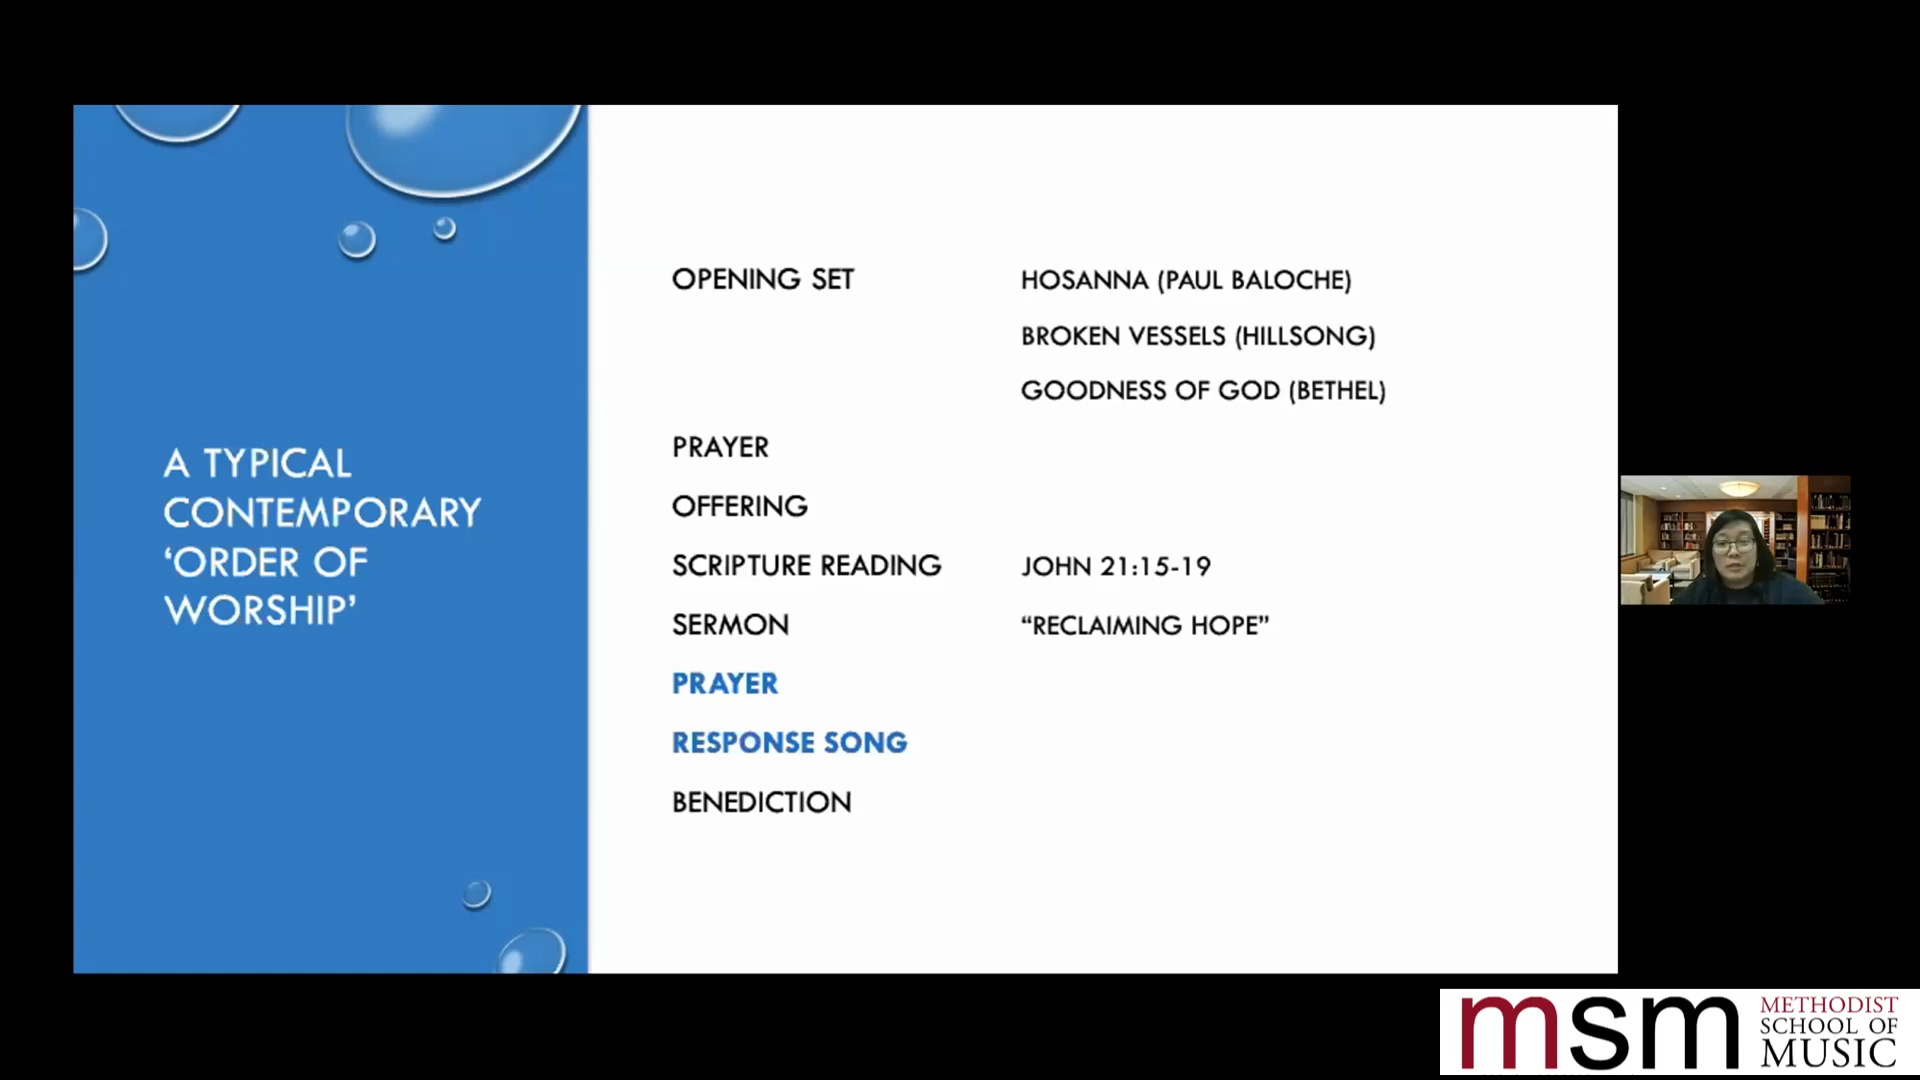 A TYPICAL
CONTEMPORARY
‘ORDER OF
WORSHIP’
OPENING SET HOSANNA (PAUL BALOCHE)
BROKEN VESSELS (HILLSONG)
GOODNESS OF GOD (BETHEL)
PRAYER
OFFERING
SCRIPTURE READING JOHN 21:15-19
SERMON “RECLAIMING HOPE”
PRAYER
RESPONSE SONG
BENEDICTION
msm METHODIST
SCHOOL OF
MUSIC